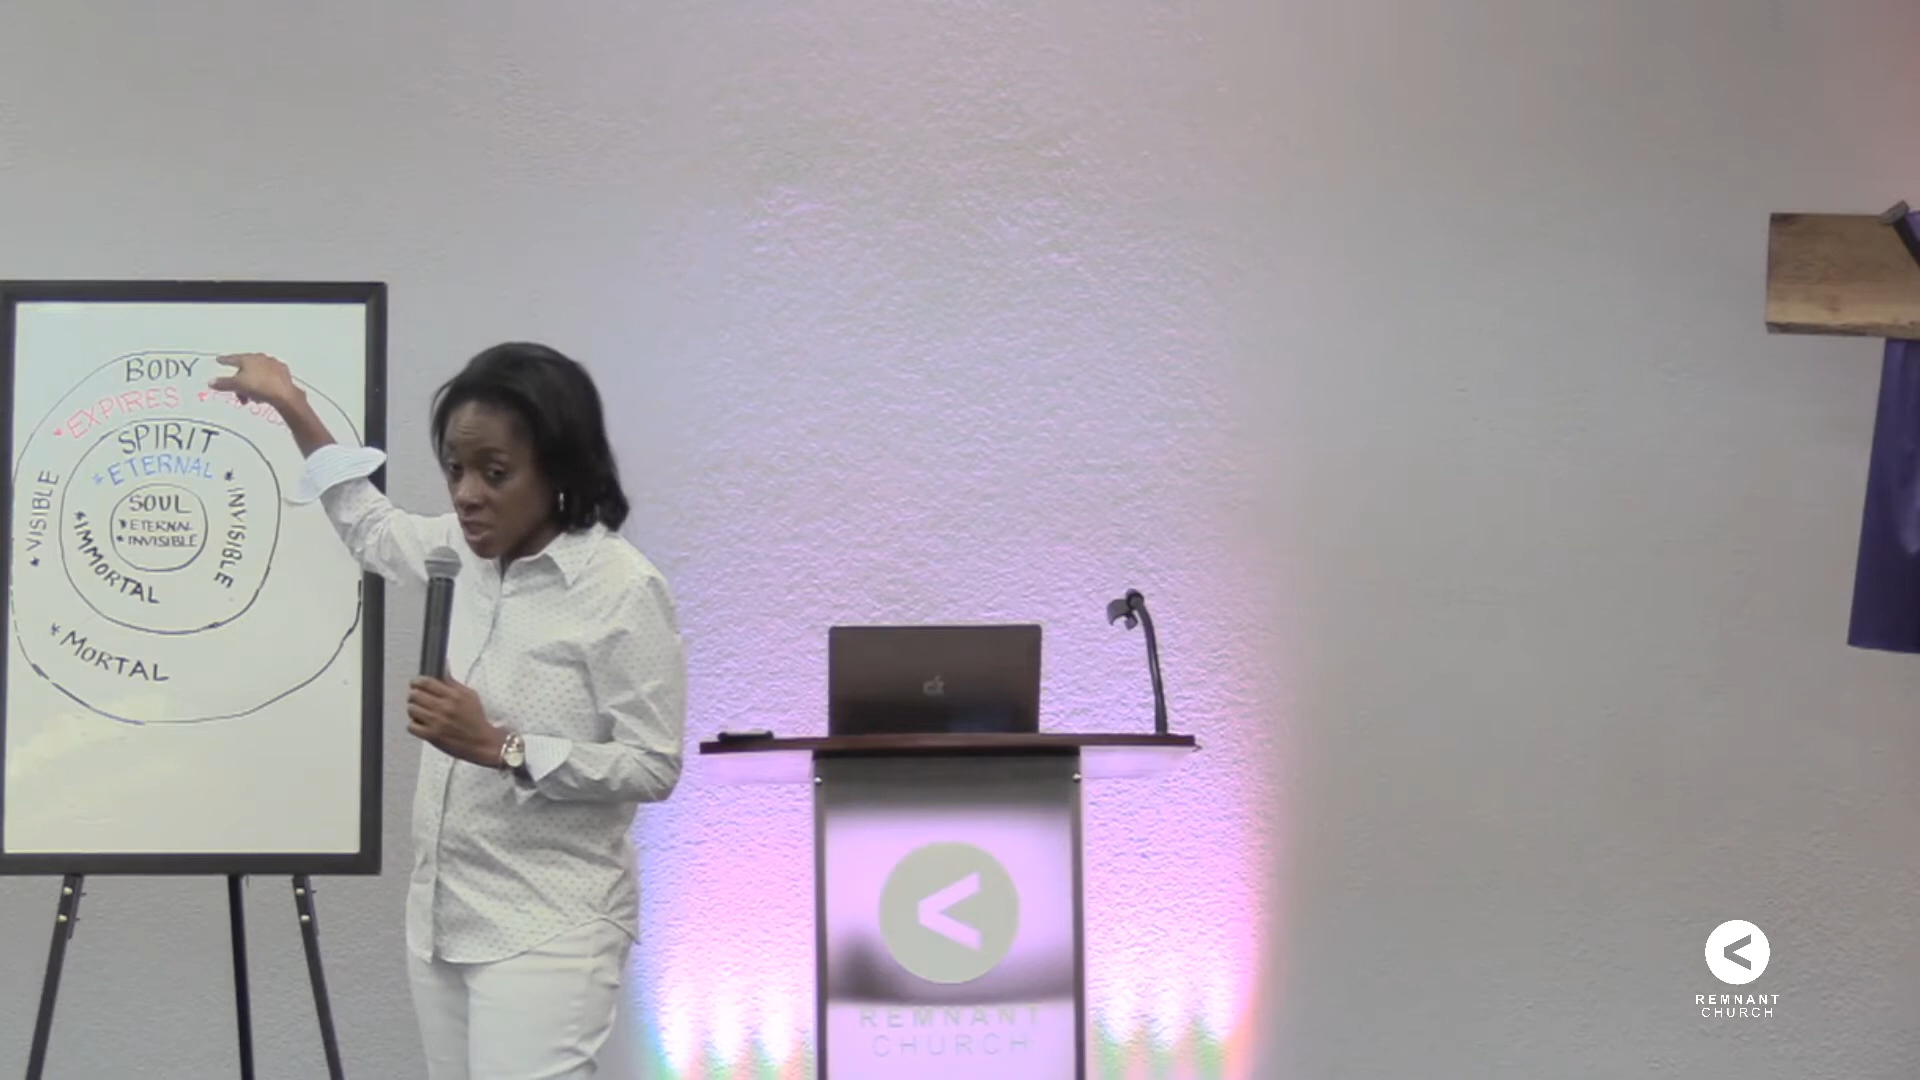 BODY
* EXPIRES
SPIRIT
* ETERNAL
* INVISIBLE
SOUL
* ETERNAL
* INVISIBLE
* IMMORTAL
* VISIBLE
* MORTAL
REMNANT
CHURCH
REMNANT
CHURCH